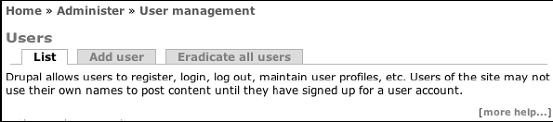 Home » Administer » User management
Users
List Add user Eradicate all users
Drupal allows users to register, login, log out, maintain user profiles, etc. Users of the site may not
use their own names to post content until they have signed up for a user account.
[more help...]